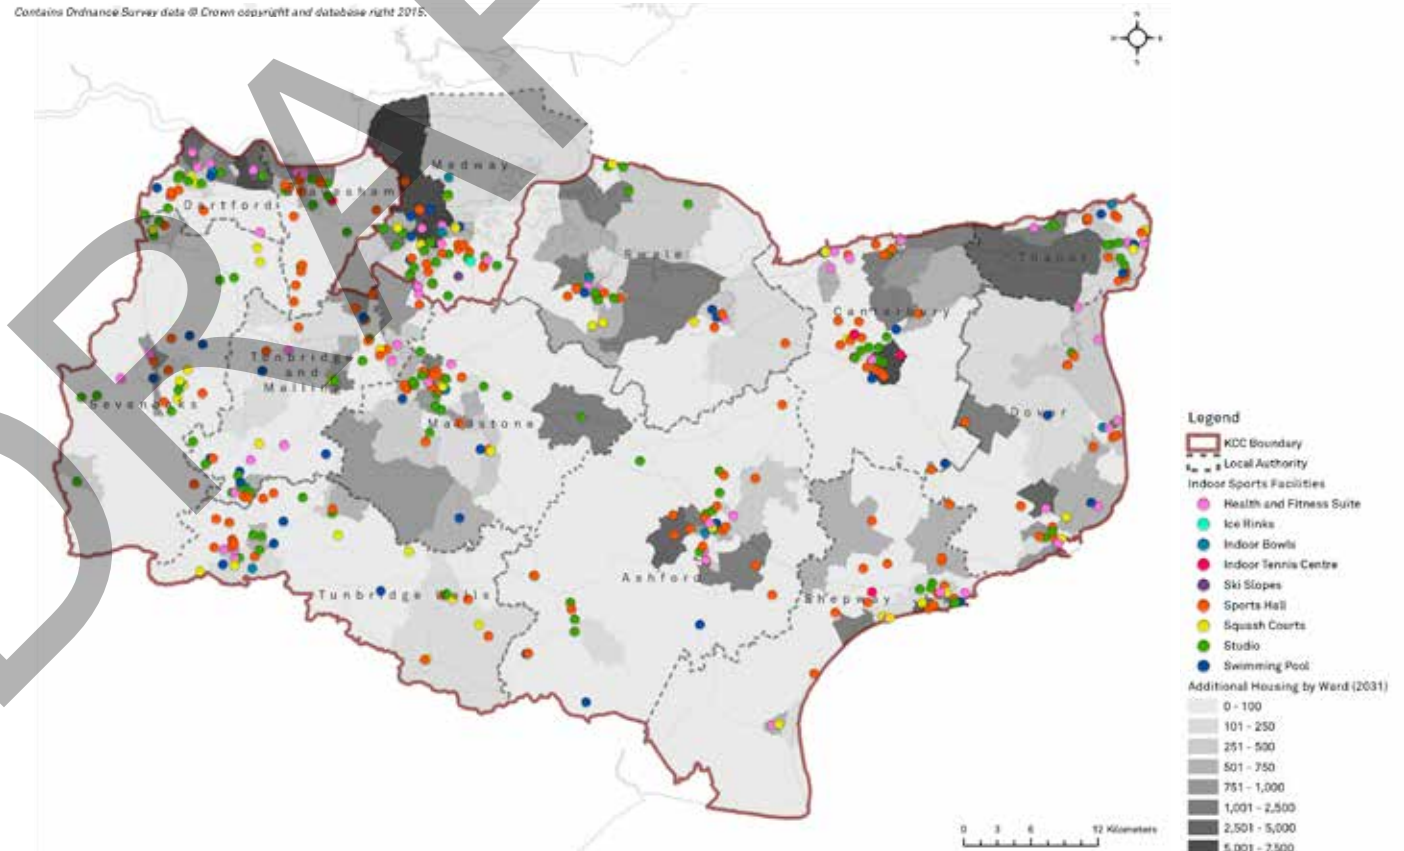 Contains Ordnance Survey data © Crown copyright and database right 2015.
DRAF
N
S
Medway
Dartford
Gravesham
Swale
Thanet
Canterbury
Tonbridge
and
Malling
Sevenoaks
Maidstone
Dover
Ashford
Shepway
Tunbridge Wells
Legend
KCC Boundary
Local Authority
Indoor Sports Facilities
Health and Fitness Suite
Ice Rinks
Indoor Bowls
Indoor Tennis Centre
Ski Slopes
Sports Hall
Squash Courts
Studio
Swimming Pool
Additional Housing by Ward (2031)
0 - 100
101 - 250
251 - 500
501 - 750
751 - 1,000
1,001 - 2,500
2,501 - 5,000
5,001 - 7,500
0 3 6 12 Kilometers